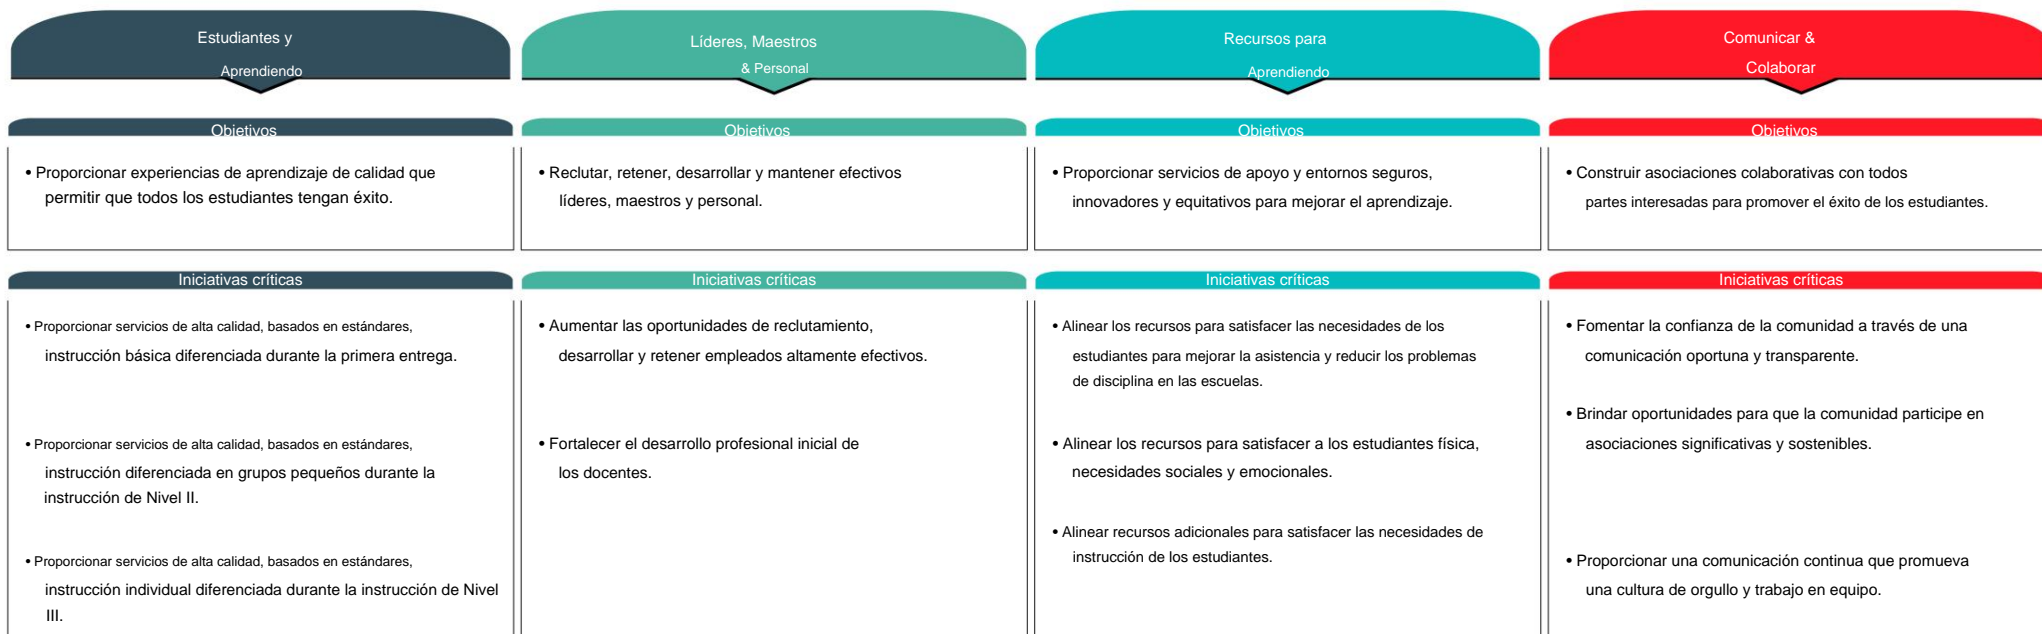 Estudiantes y
Aprendiendo
Líderes, Maestros
& Personal
Recursos para
Aprendiendo
Comunicar &
Colaborar
Objetivos
• Proporcionar experiencias de aprendizaje de calidad que
permitir que todos los estudiantes tengan éxito.
Objetivos
• Reclutar, retener, desarrollar y mantener efectivos
líderes, maestros y personal.
Objetivos
• Proporcionar servicios de apoyo y entornos seguros,
innovadores y equitativos para mejorar el aprendizaje.
Objetivos
• Construir asociaciones colaborativas con todos
partes interesadas para promover el éxito de los estudiantes.
Iniciativas críticas
• Proporcionar servicios de alta calidad, basados en estándares,
instrucción básica diferenciada durante la primera entrega.
• Proporcionar servicios de alta calidad, basados en estándares,
instrucción diferenciada en grupos pequeños durante la
instrucción de Nivel II.
• Proporcionar servicios de alta calidad, basados en estándares,
instrucción individual diferenciada durante la instrucción de Nivel
III.
Iniciativas críticas
• Aumentar las oportunidades de reclutamiento,
desarrollar y retener empleados altamente efectivos.
• Fortalecer el desarrollo profesional inicial de
los docentes.
Iniciativas críticas
• Alinear los recursos para satisfacer las necesidades de los
estudiantes para mejorar la asistencia y reducir los problemas
de disciplina en las escuelas.
• Alinear los recursos para satisfacer a los estudiantes física,
necesidades sociales y emocionales.
• Alinear recursos adicionales para satisfacer las necesidades de
instrucción de los estudiantes.
Iniciativas críticas
• Fomentar la confianza de la comunidad a través de una
comunicación oportuna y transparente.
• Brindar oportunidades para que la comunidad participe en
asociaciones significativas y sostenibles.
• Proporcionar una comunicación continua que promueva
una cultura de orgullo y trabajo en equipo.